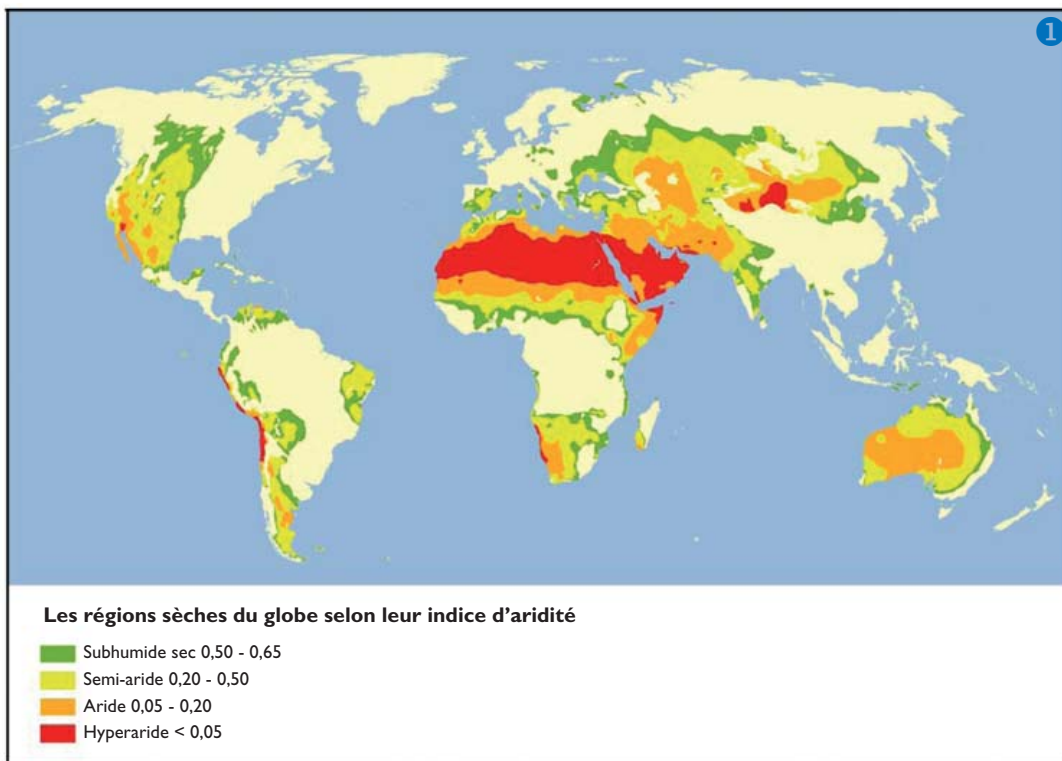 1
Les régions sèches du globe selon leur indice d'aridité
Subhumide sec 0,50 - 0,65
Semi-aride 0,20 - 0,50
Aride 0,05 - 0,20
Hyperaride < 0,05